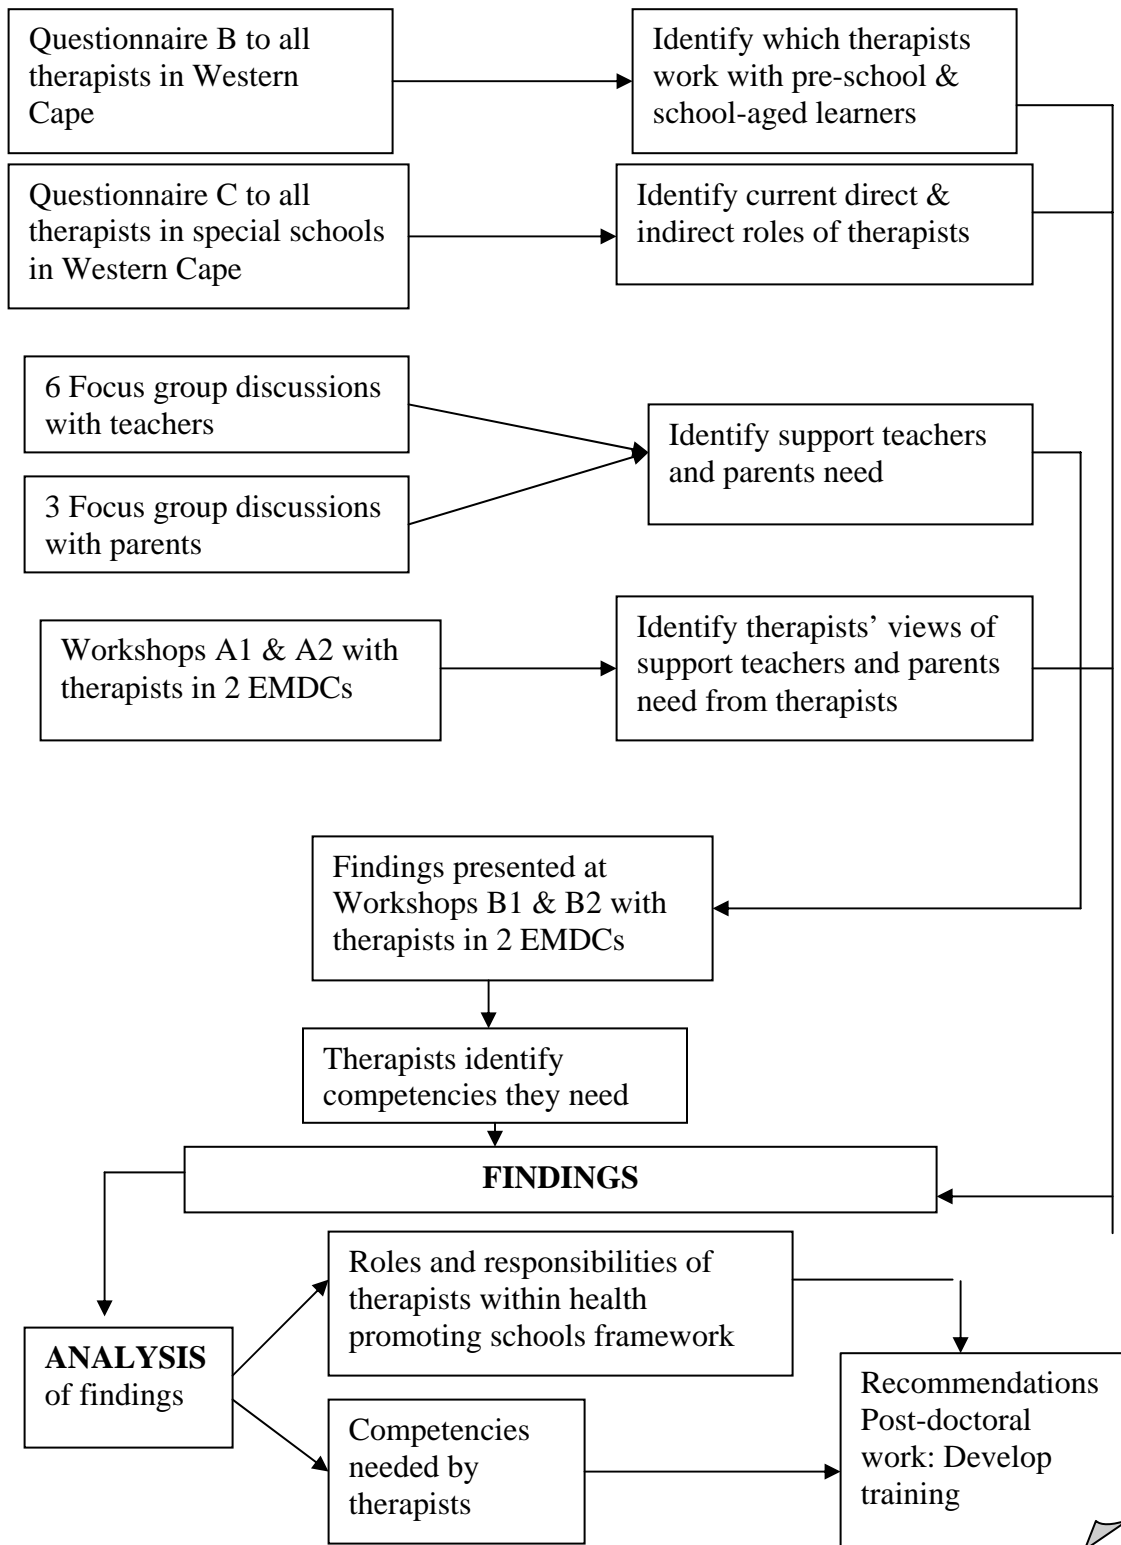 Questionnaire B to all
therapists in Western
Cape
Identify which therapists
work with pre-school &
school-aged learners
Questionnaire C to all
therapists in special schools
in Western Cape
Identify current direct &
indirect roles of therapists
6 Focus group discussions
with teachers
3 Focus group discussions
with parents
Identify support teachers
and parents need
Workshops A1 & A2 with
therapists in 2 EMDCs
Identify therapists’ views of
support teachers and parents
need from therapists
Findings presented at
Workshops B1 & B2 with
therapists in 2 EMDCs
Therapists identify
competencies they need
FINDINGS
ANALYSIS
of findings
Roles and responsibilities of
therapists within health
promoting schools framework
Competencies
needed by
therapists
Recommendations
Post-doctoral
work: Develop
training